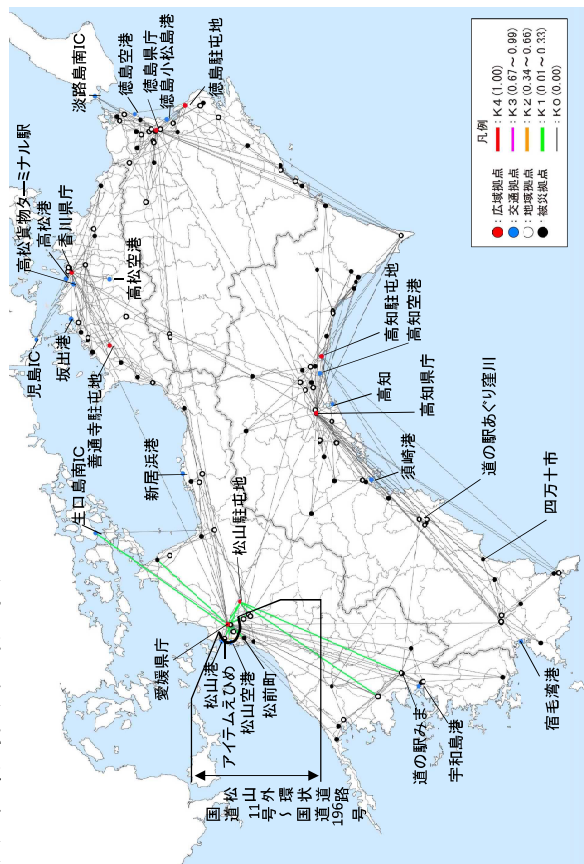 淡路島南IC
徳島空港
徳島県庁
徳島小松島港
徳島駐屯地
高松貨物ターミナル駅
高松港
香川県庁
高松空港
児島IC
坂出港
善通寺駐屯地
新居浜港
生口島南IC
松山駐屯地
愛媛県庁
松山港
アイテムえひめ
松山空港
松前町
国道11号~国道196号
松山外環状道路
道の駅みま
宇和島港
宿毛湾港
四万十市
道の駅あぐり窪川
須崎港
高知県庁
高知
高知空港
高知駐屯地
凡例
:広域拠点
:交通拠点
:地域拠点
:被災拠点
:K4 (1.00)
:K3 (0.67~0.99)
:K2 (0.34~0.66)
:K1 (0.01~0.33)
:K0 (0.00)